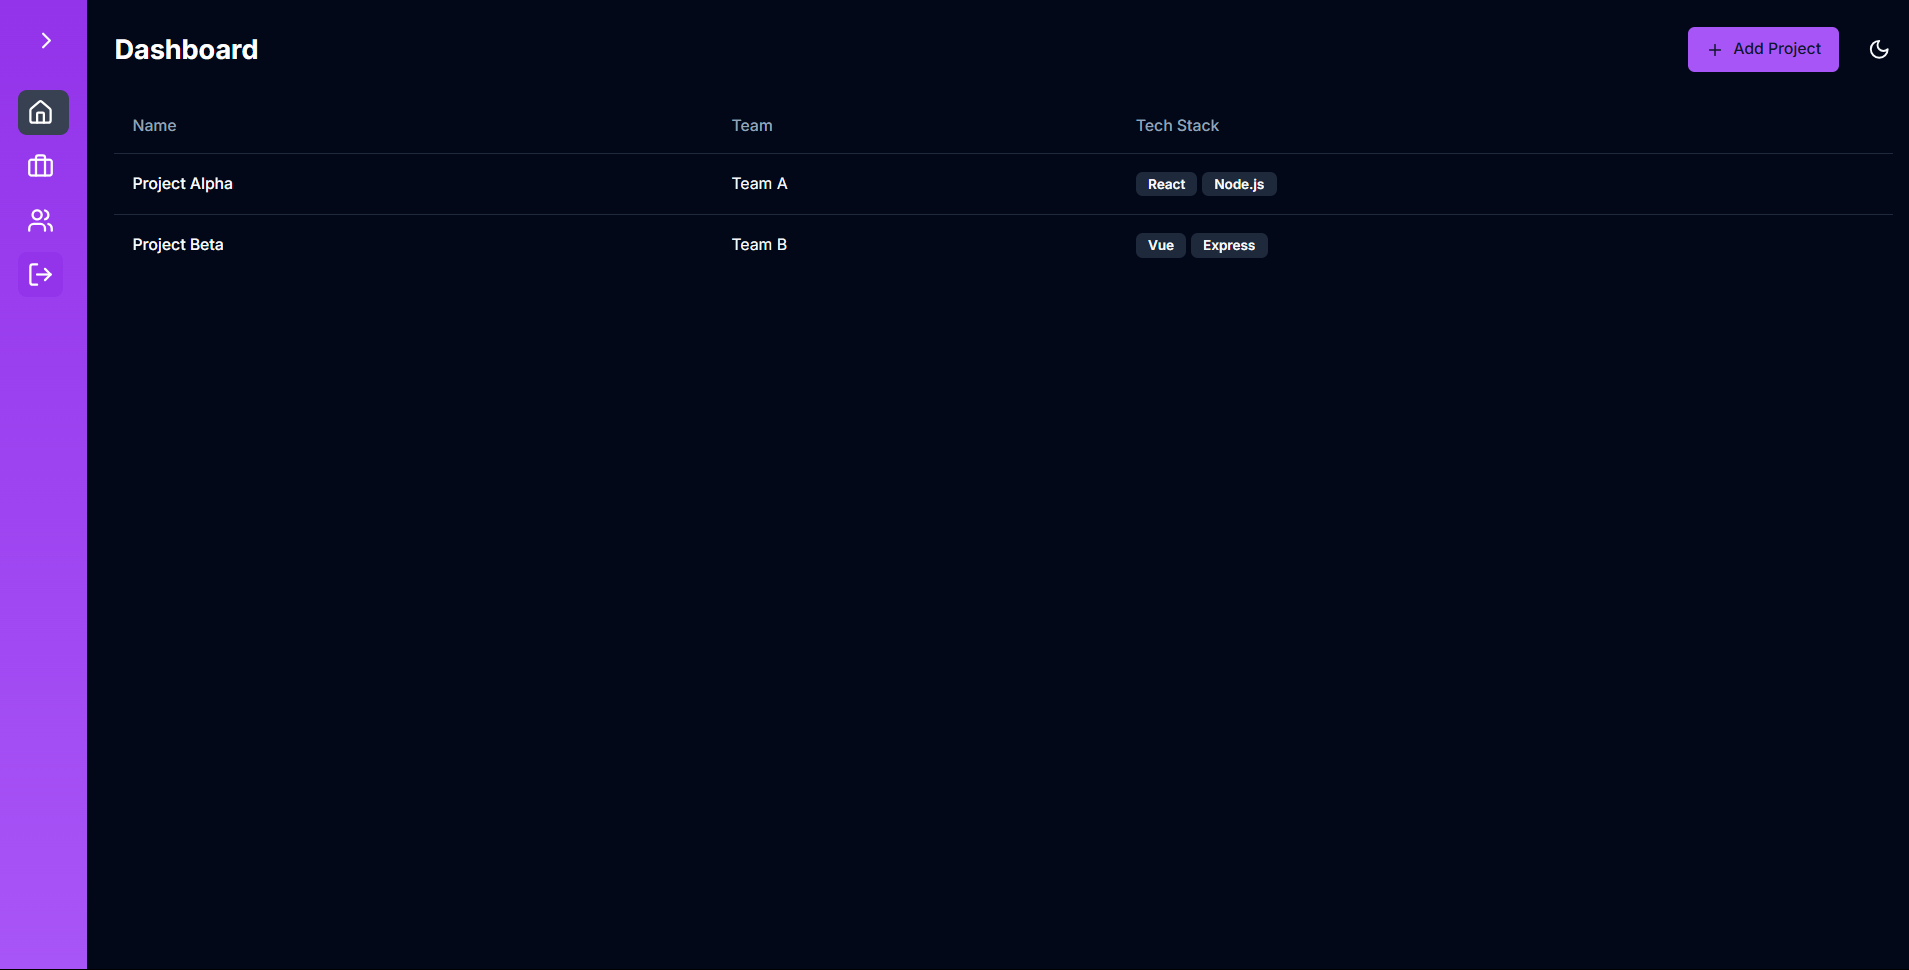 Dashboard
Add Project
Name Team Tech Stack
Project Alpha Team A React Node.js
Project Beta Team B Vue Express